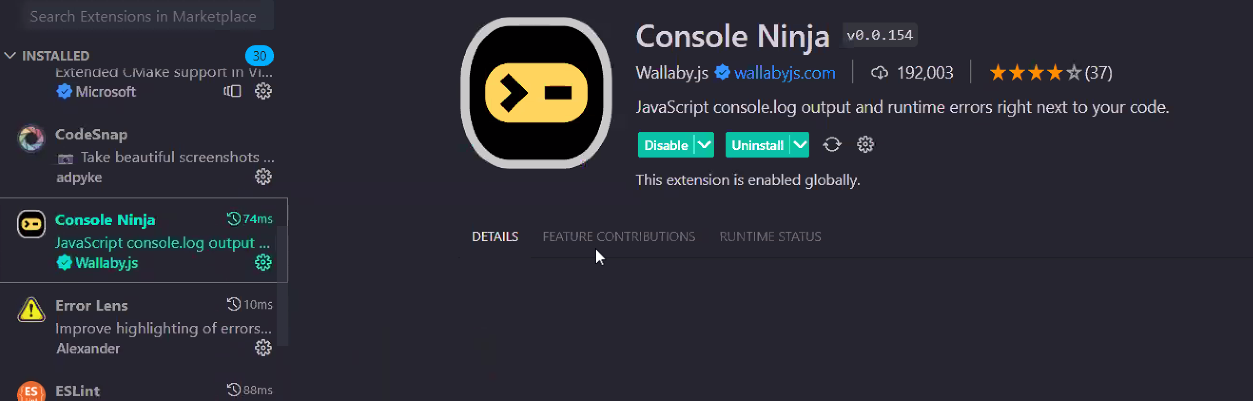 Search Extensions in Marketplace
INSTALLED
30
Extended CMake support in Vi...
Microsoft
CodeSnap
Take beautiful screenshots ...
adpyke
Console Ninja
74ms
JavaScript console.log output ...
Wallaby.js
Error Lens
10ms
Improve highlighting of errors...
Alexander
ES
ESLint
88ms
Console Ninja
v0.0.154
Wallaby.js
wallabyjs.com
192,003
(37)
JavaScript console.log output and runtime errors right next to your code.
Disable
Uninstall
This extension is enabled globally.
DETAILS
FEATURE CONTRIBUTIONS
RUNTIME STATUS